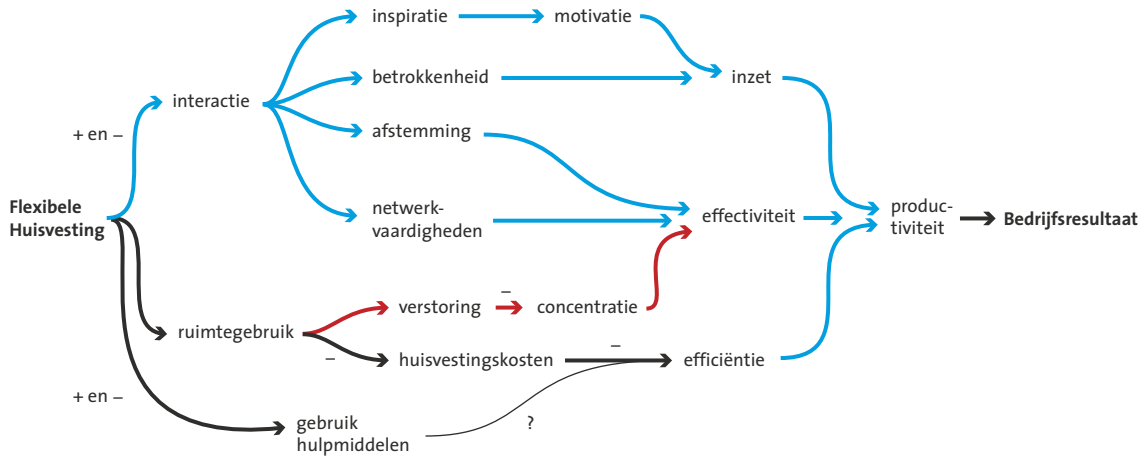 inspiratie
motivatie
betrokkenheid
inzet
interactie
+ en –
afstemming
Flexibele
Huisvesting
netwerk-
vaardigheden
effectiviteit
produc-
tiviteit
Bedrijfsresultaat
–
verstoring
concentratie
ruimtegebruik
–
huisvestingskosten
–
efficiëntie
+ en –
gebruik
hulpmiddelen
?